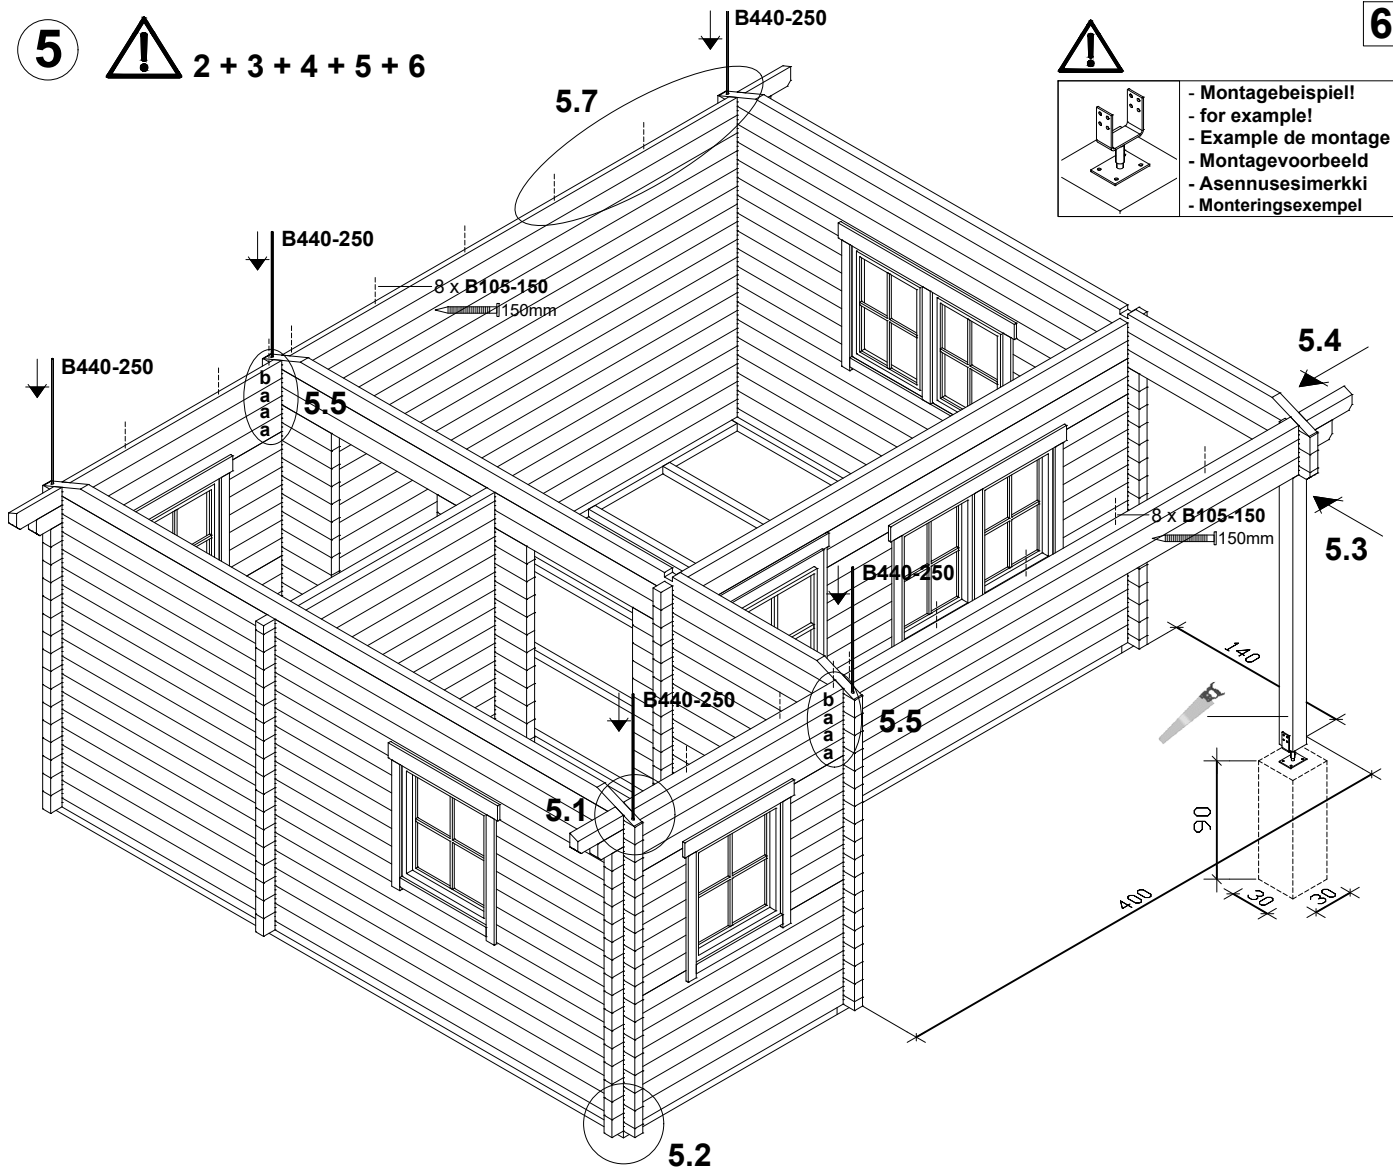 5
2 + 3 + 4 + 5 + 6
B440-250
6
5.7
- Montagebeispiel!
- for example!
- Example de montage
- Montagevoorbeeld
- Asennusesimerkki
- Monteringsexempel
B440-250
8 x B105-150
150mm
B440-250
5.4
b
a
a
a
5.5
8 x B105-150
150mm
5.3
B440-250
140
B440-250
b
a
a
a
5.5
5.1
90
400
30
30
5.2